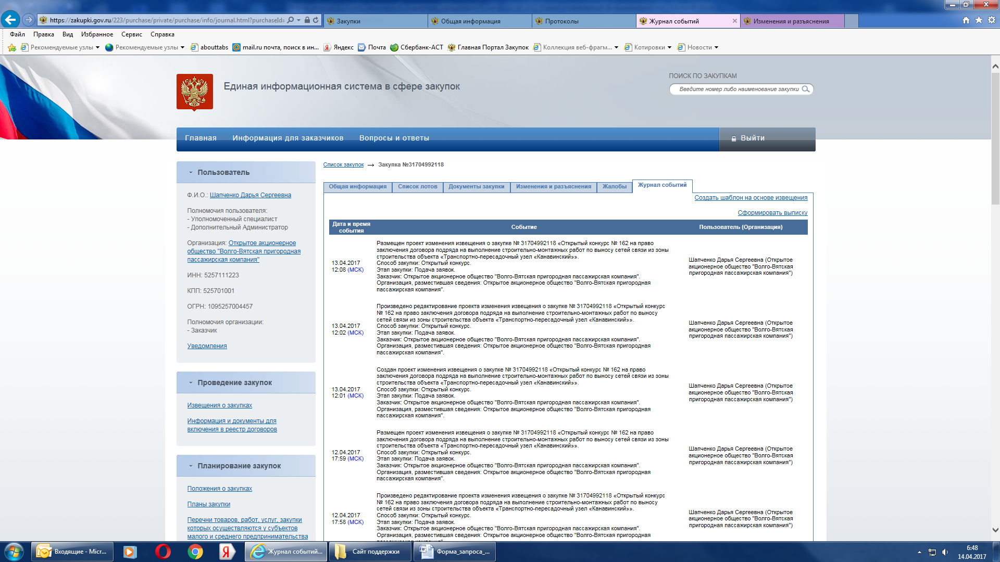 https://zakupki.gov.ru/223/purchase/private/purchase/info/journal.html?purchaseId=
Закупки
Общая информация
Протоколы
Журнал событий
Изменения и разъяснения
Файл Правка Вид Избранное Сервис Справка
Рекомендуемые узлы Рекомендуемые узлы abouttabs mail.ru почта, поиск в ин... Яндекс Почта Сбербанк-АСТ Главная Портал Закупок Коллекция веб-фрагм... Котировки Новости
Единая информационная система в сфере закупок
ПОИСК ПО ЗАКУПКАМ
Введите номер либо наименование закупки
Главная Информация для заказчиков Вопросы и ответы Выйти
Пользователь
Ф.И.О.: Шапченко Дарья Сергеевна
Полномочия пользователя:
- Уполномоченный специалист
- Дополнительный Администратор
Организация: Открытое акционерное
общество "Волго-Вятская пригородная
пассажирская компания"
ИНН: 5257111223
КПП: 525701001
ОГРН: 1095257004457
Полномочия организации:
- Заказчик
Уведомления
Проведение закупок
Извещения о закупках
Информация и документы для
включения в реестр договоров
Планирование закупок
Положения о закупках
Планы закупки
Перечни товаров, работ, услуг, закупки
которых осуществляются у субъектов
малого и среднего предпринимательства
Список закупок → Закупка №31704992118
Общая информация Список лотов Документы закупки Изменения и разъяснения Жалобы Журнал событий
Создать шаблон на основе извещения
Сформировать выписку
Дата и время
события
Событие
Пользователь (Организация)
13.04.2017
12:08 (МСК)
Размещен проект изменения извещения о закупке № 31704992118 «Открытый конкурс № 162 на право
заключения договора подряда на выполнение строительно-монтажных работ по выносу сетей связи из зоны
строительства объекта «Транспортно-пересадочный узел «Канавинский»».
Способ закупки: Открытый конкурс.
Этап закупки: Подача заявок.
Заказчик: Открытое акционерное общество "Волго-Вятская пригородная пассажирская компания".
Организация, разместившая сведения: Открытое акционерное общество "Волго-Вятская пригородная
пассажирская компания".
Шапченко Дарья Сергеевна (Открытое
акционерное общество "Волго-Вятская
пригородная пассажирская компания")
13.04.2017
12:02 (МСК)
Произведено редактирование проекта изменения извещения о закупке № 31704992118 «Открытый конкурс
№ 162 на право заключения договора подряда на выполнение строительно-монтажных работ по выносу
сетей связи из зоны строительства объекта «Транспортно-пересадочный узел «Канавинский»».
Способ закупки: Открытый конкурс.
Этап закупки: Подача заявок.
Заказчик: Открытое акционерное общество "Волго-Вятская пригородная пассажирская компания".
Организация, разместившая сведения: Открытое акционерное общество "Волго-Вятская пригородная
пассажирская компания".
Шапченко Дарья Сергеевна (Открытое
акционерное общество "Волго-Вятская
пригородная пассажирская компания")
13.04.2017
12:01 (МСК)
Создан проект изменения извещения о закупке № 31704992118 «Открытый конкурс № 162 на право
заключения договора подряда на выполнение строительно-монтажных работ по выносу сетей связи из зоны
строительства объекта «Транспортно-пересадочный узел «Канавинский»».
Способ закупки: Открытый конкурс.
Этап закупки: Подача заявок.
Заказчик: Открытое акционерное общество "Волго-Вятская пригородная пассажирская компания".
Организация, разместившая сведения: Открытое акционерное общество "Волго-Вятская пригородная
пассажирская компания".
Шапченко Дарья Сергеевна (Открытое
акционерное общество "Волго-Вятская
пригородная пассажирская компания")
12.04.2017
17:59 (МСК)
Размещен проект изменения извещения о закупке № 31704992118 «Открытый конкурс № 162 на право
заключения договора подряда на выполнение строительно-монтажных работ по выносу сетей связи из зоны
строительства объекта «Транспортно-пересадочный узел «Канавинский»».
Способ закупки: Открытый конкурс.
Этап закупки: Подача заявок.
Заказчик: Открытое акционерное общество "Волго-Вятская пригородная пассажирская компания".
Организация, разместившая сведения: Открытое акционерное общество "Волго-Вятская пригородная
пассажирская компания".
Шапченко Дарья Сергеевна (Открытое
акционерное общество "Волго-Вятская
пригородная пассажирская компания")
12.04.2017
17:58 (МСК)
Произведено редактирование проекта изменения извещения о закупке № 31704992118 «Открытый конкурс
№ 162 на право заключения договора подряда на выполнение строительно-монтажных работ по выносу
сетей связи из зоны строительства объекта «Транспортно-пересадочный узел «Канавинский»».
Способ закупки: Открытый конкурс.
Этап закупки: Подача заявок.
Заказчик: Открытое акционерное общество "Волго-Вятская пригородная пассажирская компания".
Организация, разместившая сведения: Открытое акционерное общество "Волго-Вятская пригородная
Шапченко Дарья Сергеевна (Открытое
акционерное общество "Волго-Вятская
пригородная пассажирская компания")
Входящие - Micr...
Журнал событий...
Сайт поддержки
Форма_запроса_...
6:48
14.04.2017